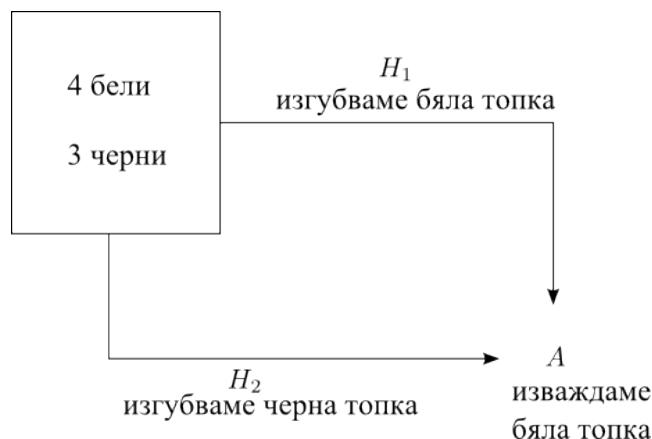 4 бели
3 черни
H₁
изгубваме бяла топка
H₂
изгубваме черна топка
A
изваждаме
бяла топка